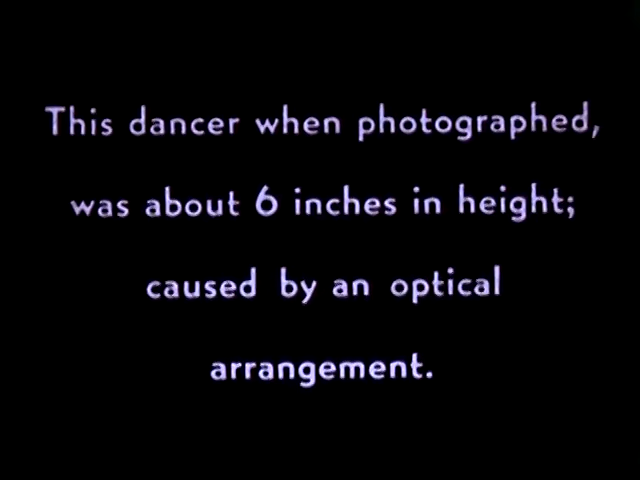 This dancer when photographed,
was about 6 inches in height;
caused by an optical
arrangement.